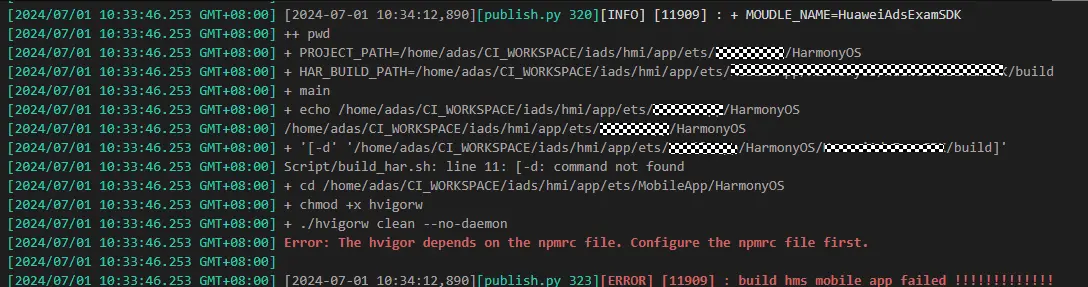 [2024/07/01 10:33:46.253 GMT+08:00] [2024-07-01 10:34:12,890][publish.py 320][INFO] [11909] : + MOUDLE_NAME=HuaweiAdsExamSDK
[2024/07/01 10:33:46.253 GMT+08:00] ++ pwd
[2024/07/01 10:33:46.253 GMT+08:00] + PROJECT_PATH=/home/adas/CI_WORKSPACE/iads/hmi/app/ets/ /HarmonyOS
[2024/07/01 10:33:46.253 GMT+08:00] + HAR_BUILD_PATH=/home/adas/CI_WORKSPACE/iads/hmi/app/ets/ /build
[2024/07/01 10:33:46.253 GMT+08:00] + main
[2024/07/01 10:33:46.253 GMT+08:00] + echo /home/adas/CI_WORKSPACE/iads/hmi/app/ets/ /HarmonyOS
[2024/07/01 10:33:46.253 GMT+08:00] /home/adas/CI_WORKSPACE/iads/hmi/app/ets/ /HarmonyOS
[2024/07/01 10:33:46.253 GMT+08:00] + '[-d' '/home/adas/CI_WORKSPACE/iads/hmi/app/ets/ /HarmonyOS/ /build]'
[2024/07/01 10:33:46.253 GMT+08:00] Script/build_har.sh: line 11: [-d: command not found
[2024/07/01 10:33:46.253 GMT+08:00] + cd /home/adas/CI_WORKSPACE/iads/hmi/app/ets/MobileApp/HarmonyOS
[2024/07/01 10:33:46.253 GMT+08:00] + chmod +x hvigorw
[2024/07/01 10:33:46.253 GMT+08:00] + ./hvigorw clean --no-daemon
[2024/07/01 10:33:46.253 GMT+08:00] Error: The hvigor depends on the npmrc file. Configure the npmrc file first.
[2024/07/01 10:33:46.253 GMT+08:00]
[2024/07/01 10:33:46.253 GMT+08:00] [2024-07-01 10:34:12,890][publish.py 323][ERROR] [11909] : build hms mobile app failed !!!!!!!!!!!!!